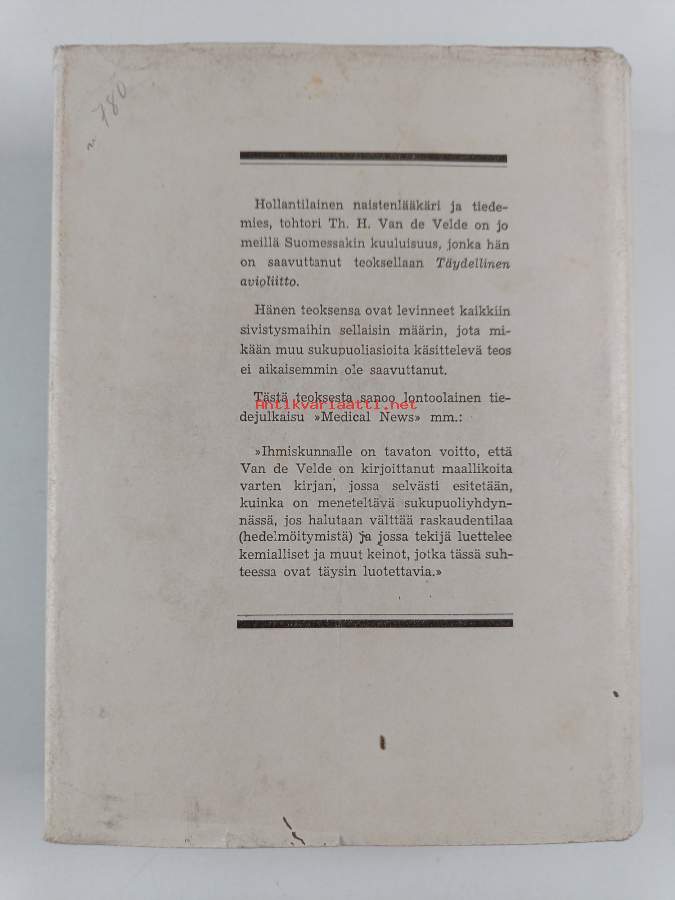 n. 780
Hollantilainen naistenlääkäri ja tiede-
mies, tohtori Th. H. Van de Velde on jo
meillä Suomessakin kuuluisuus, jonka hän
on saavuttanut teoksellaan Täydellinen
avioliitto.
Hänen teoksensa ovat levinneet kaikkiin
sivistysmaihin sellaisin määrin, jota mi-
kään muu sukupuoliasioita käsittelevä teos
ei aikaisemmin ole saavuttanut.
Tästä teoksesta sanoo lontoolainen tie-
Antikvariaatti.net
dejulkaisu »Medical News» mm.:
»Ihmiskunnalle on tavaton voitto, että
Van de Velde on kirjoittanut maallikoita
varten kirjan, jossa selvästi esitetään,
kuinka on meneteltävä sukupuoliyhdyn-
nässä, jos halutaan välttää raskaudentilaa
(hedelmöitymistä) ja jossa tekijä luettelee
kemialliset ja muut keinot, jotka tässä suh-
teessa ovat täysin luotettavia.»